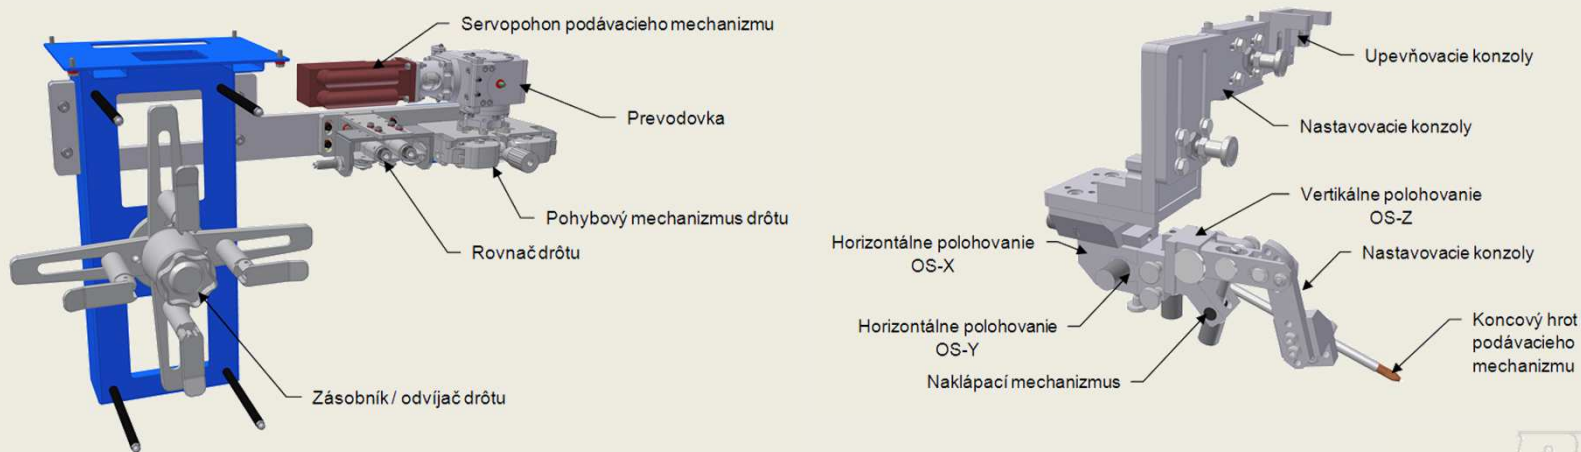 Servopohon podávacieho mechanizmu
Prevodovka
Pohybový mechanizmus drôtu
Rovnač drôtu
Zásobník / odvíjač drôtu
Upevňovacie konzoly
Nastavovacie konzoly
Vertikálne polohovanie
OS-Z
Horizontálne polohovanie
OS-X
Nastavovacie konzoly
Horizontálne polohovanie
OS-Y
Naklápací mechanizmus
Koncový hrot
podávacieho
mechanizmu